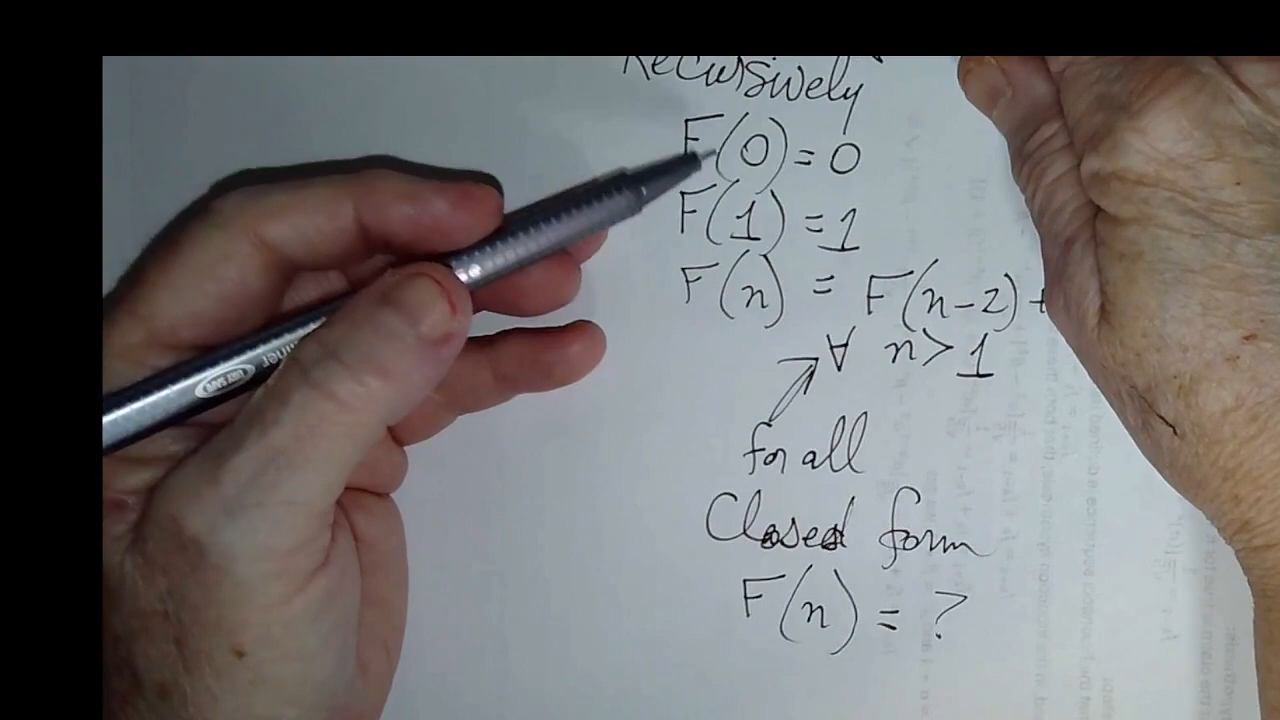 Recursively
F(0) = 0
F(1) = 1
F(n) = F(n-2) +
∀ n > 1
for all
Closed form
F(n) = ?